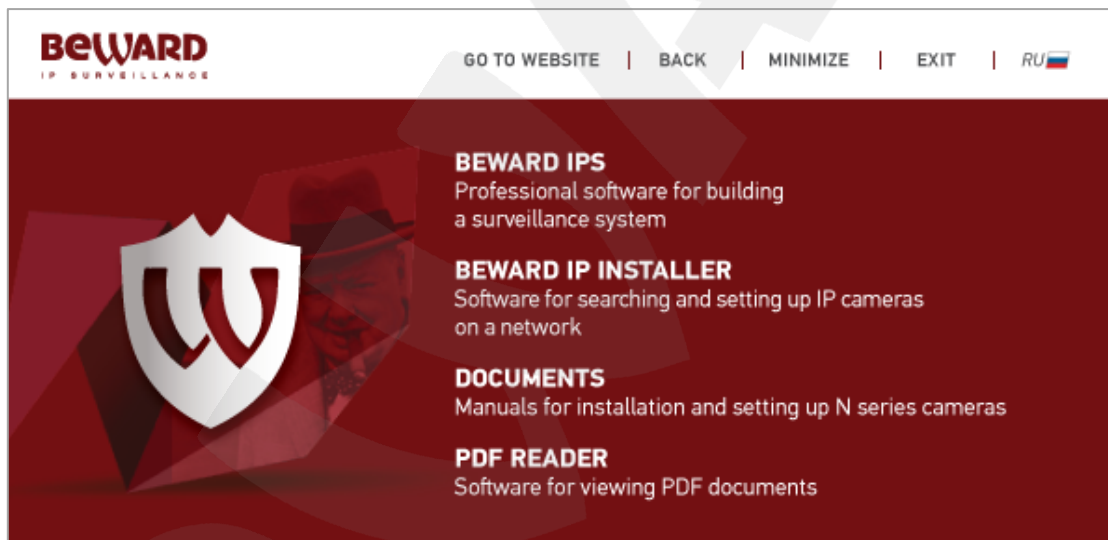 BEWARD
IP SURVEILLANCE
GO TO WEBSITE | BACK | MINIMIZE | EXIT | RU
BEWARD IPS
Professional software for building
a surveillance system
BEWARD IP INSTALLER
Software for searching and setting up IP cameras
on a network
DOCUMENTS
Manuals for installation and setting up N series cameras
PDF READER
Software for viewing PDF documents